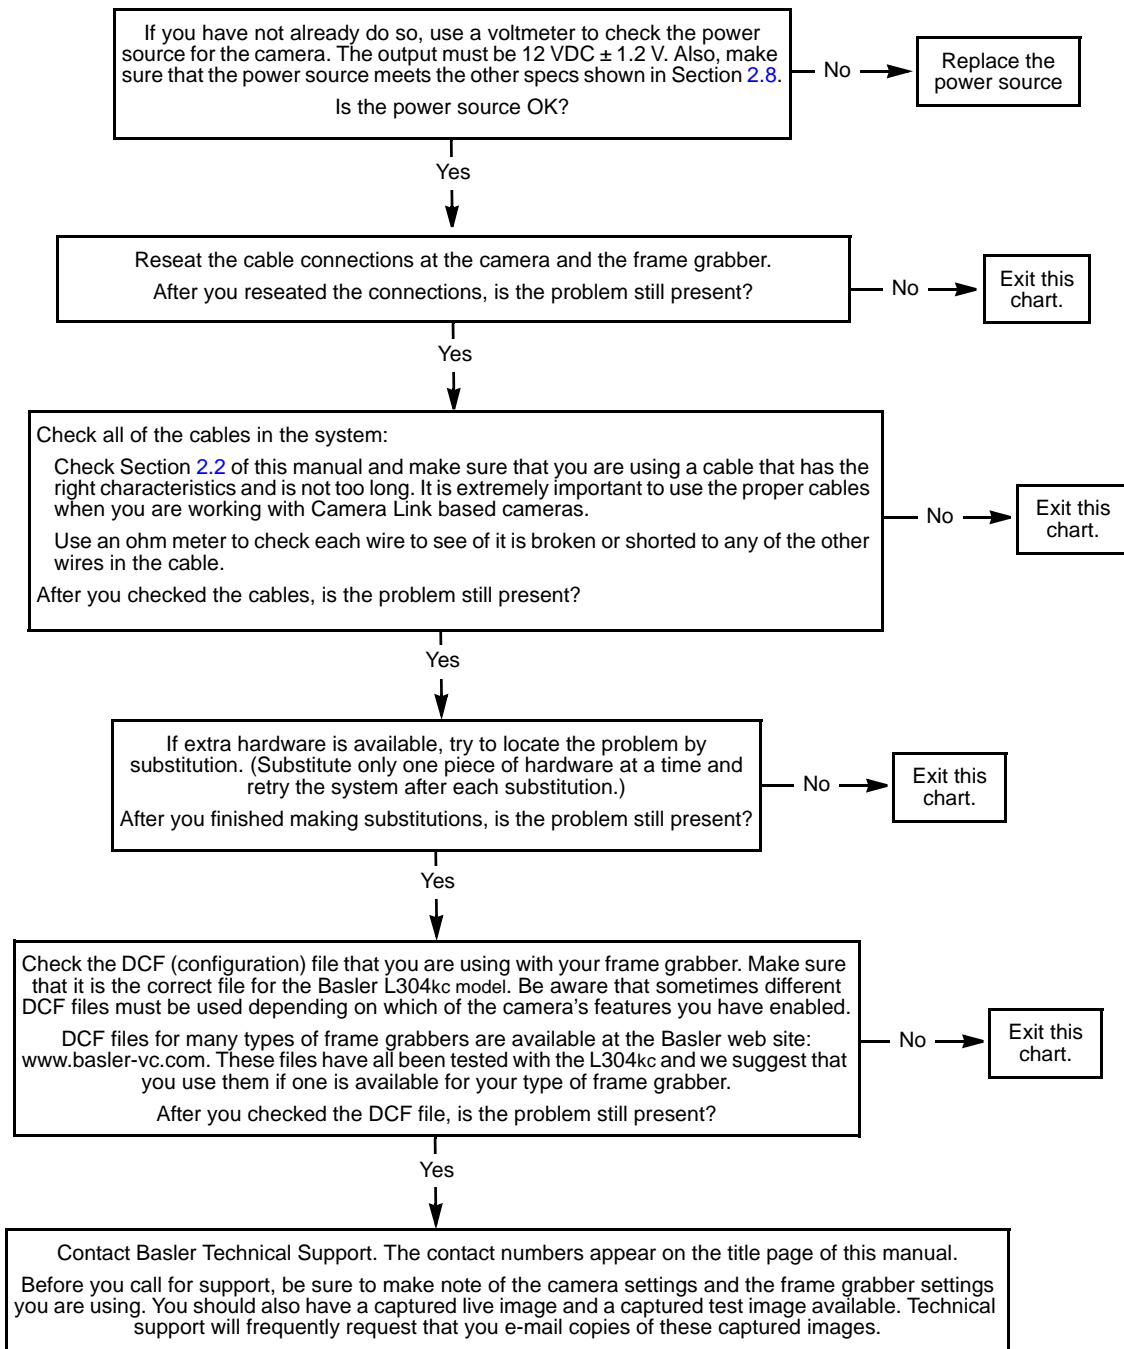 If you have not already do so, use a voltmeter to check the power
source for the camera. The output must be 12 VDC ± 1.2 V. Also, make
sure that the power source meets the other specs shown in Section 2.8.
Is the power source OK?
No
Replace the
power source
Yes
Reseat the cable connections at the camera and the frame grabber.
After you reseated the connections, is the problem still present?
No
Exit this
chart.
Yes
Check all of the cables in the system:
Check Section 2.2 of this manual and make sure that you are using a cable that has the
right characteristics and is not too long. It is extremely important to use the proper cables
when you are working with Camera Link based cameras.
Use an ohm meter to check each wire to see of it is broken or shorted to any of the other
wires in the cable.
After you checked the cables, is the problem still present?
No
Exit this
chart.
Yes
If extra hardware is available, try to locate the problem by
substitution. (Substitute only one piece of hardware at a time and
retry the system after each substitution.)
After you finished making substitutions, is the problem still present?
No
Exit this
chart.
Yes
Check the DCF (configuration) file that you are using with your frame grabber. Make sure
that it is the correct file for the Basler L304kc model. Be aware that sometimes different
DCF files must be used depending on which of the camera's features you have enabled.
DCF files for many types of frame grabbers are available at the Basler web site:
www.basler-vc.com. These files have all been tested with the L304kc and we suggest that
you use them if one is available for your type of frame grabber.
After you checked the DCF file, is the problem still present?
No
Exit this
chart.
Yes
Contact Basler Technical Support. The contact numbers appear on the title page of this manual.
Before you call for support, be sure to make note of the camera settings and the frame grabber settings
you are using. You should also have a captured live image and a captured test image available. Technical
support will frequently request that you e-mail copies of these captured images.